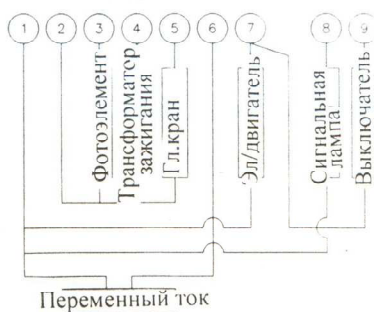 1 2 3 4 5 6 7 8 9
Фотоэлемент
Трансформатор
зажигания
Гл.кран
Эл/двигатель
Сигнальная
лампа
Выключатель
Переменный ток